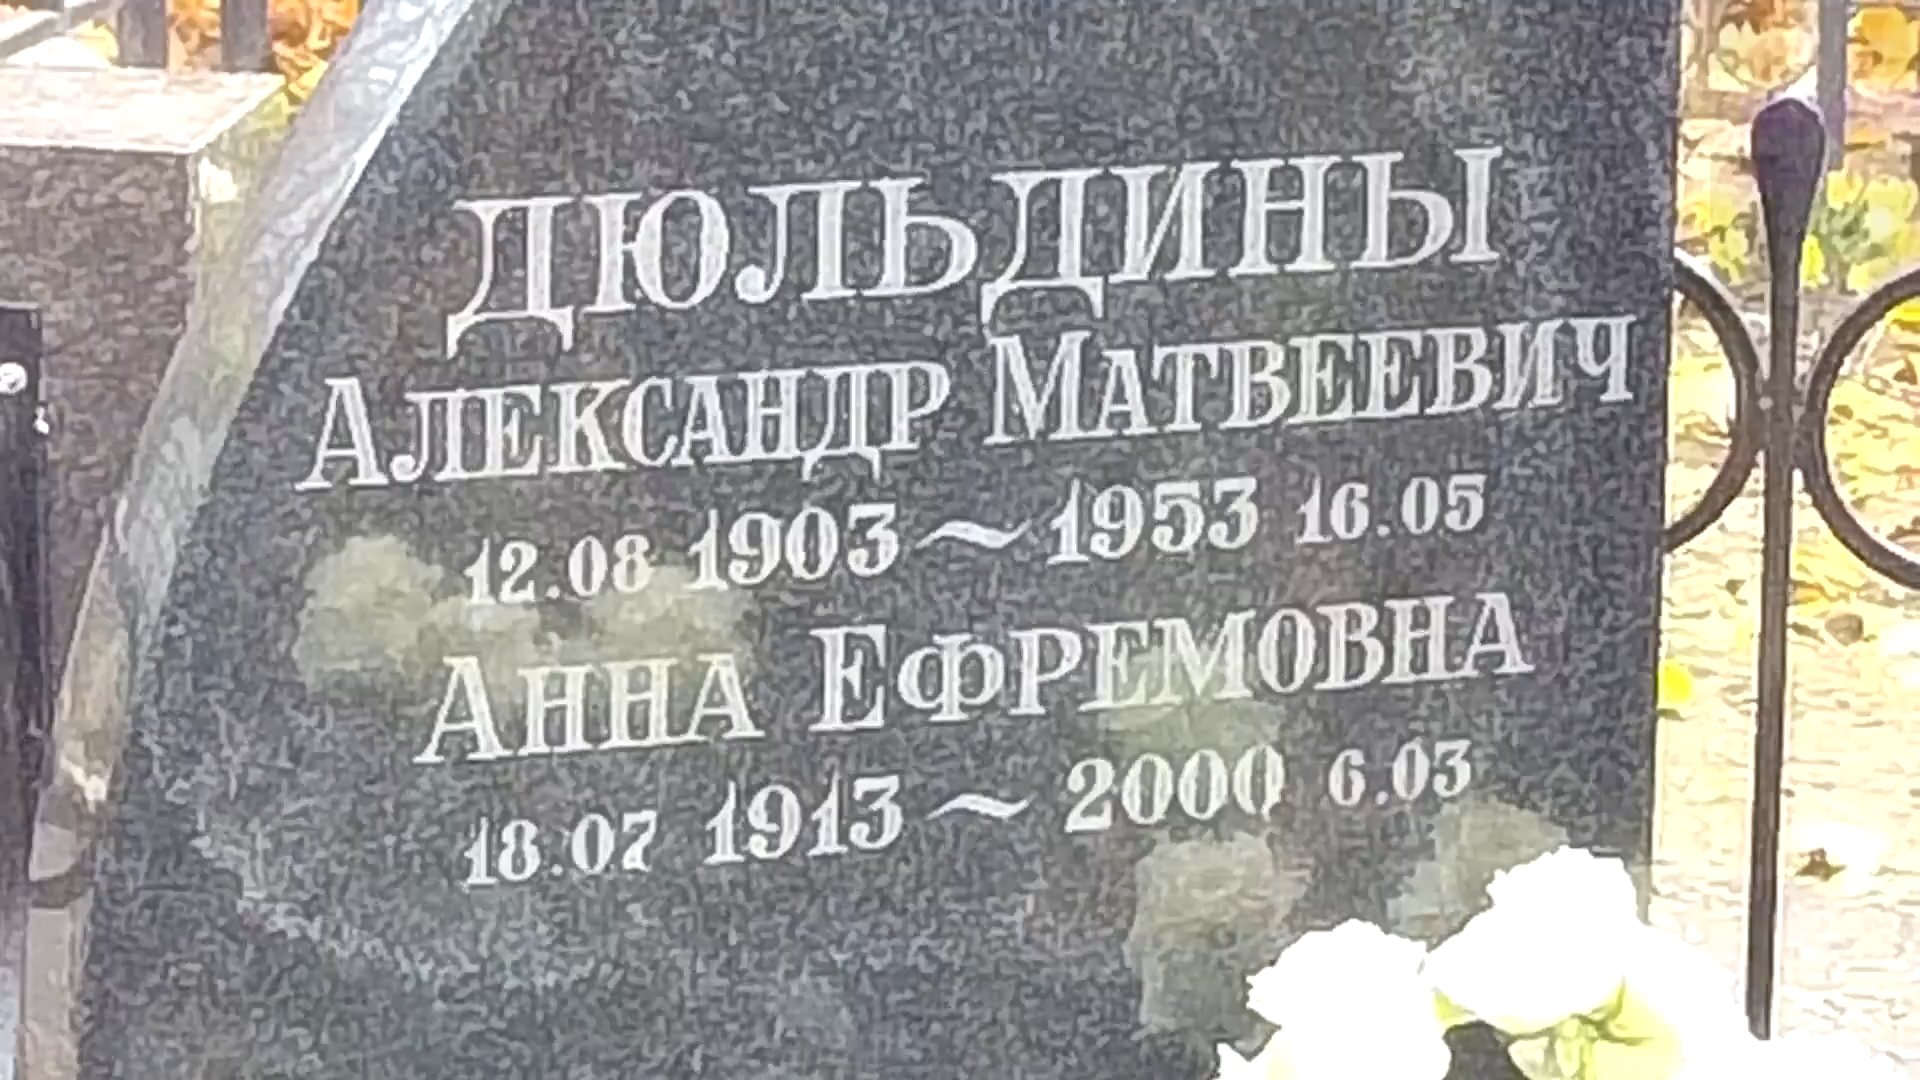 ДЮЛЬДИНЫ
АЛЕКСАНДР МАТВЕЕВИЧ
12.08 1903 ~ 1953 16.05
АННА ЕФРЕМОВНА
18.07 1913 ~ 2000 6.03